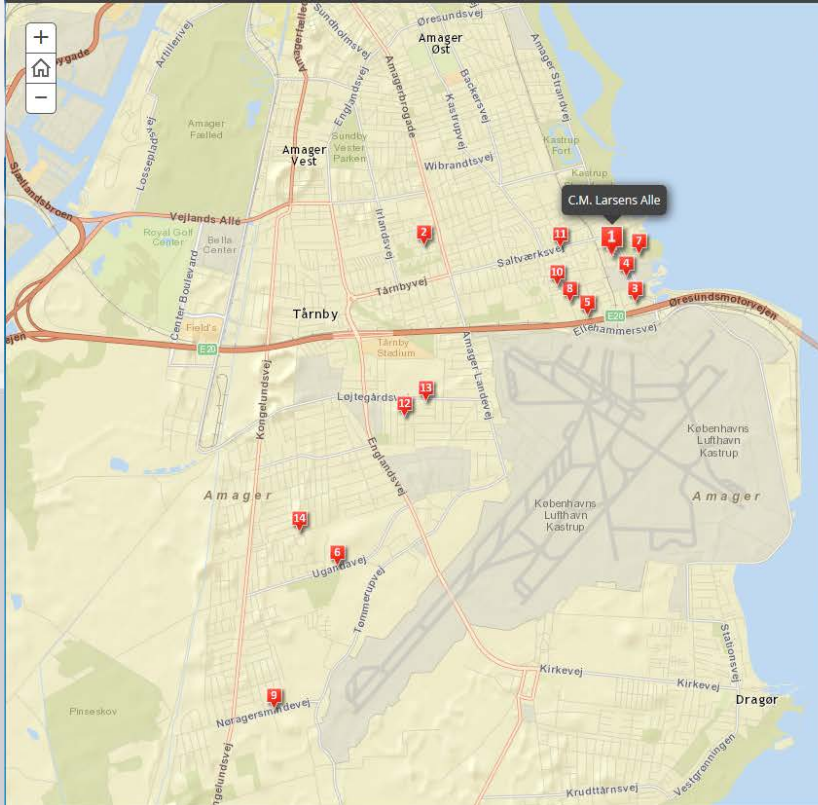 Øresundsvej
Sundholmsvej
Artillerivej
Amager
Øst
Amager Strandvej
Amagerbrogade
Englandsvej
Backersvej
Kastrupvej
Amager
Fælled
Lossepladsvej
Sundby
Vester
Parken
Amager
Vest
Kastrup
Fort
Wibrandtsvej
Sjællandsbroen
Kastrup
C.M. Larsens Alle
Vejlands Allé
Irlandsvej
Royal Golf
Center
Bella
Center
2
11
1
7
Saltværksvej
4
10
Center Boulevard
Tårnbyvej
8
3
5
Øresundsmotorvejen
Tårnby
E20
Field's
Ellehammersvej
E20
Tårnby
Stadium
Amager Landevej
Kongelundsvej
13
Løjtegårdsvej
12
Københavns
Lufthavn
Kastrup
Englandsvej
Amager
Amager
Københavns
Lufthavn
Kastrup
14
6
Ugandavej
Tømmerupvej
Stationsvej
Kirkevej
Kirkevej
9
Dragør
Pinseskov
Nøragersmindevej
Vestgrønningen
Krudttårnsvej